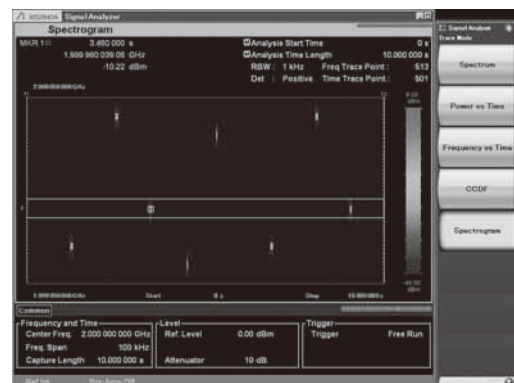 MS2840A Signal Analyzer
Spectrogram
MKR 1
3.460 000 s
1.999 990 039 06 GHz
-10.22 dBm
Analysis Start Time 0 s
Analysis Time Length 10.000 000 s
RBW : 1 kHz Freq Trace Point : 513
Det : Positive Time Trace Point : 501
Start 0 s Stop 10.000 000 s
Common
Frequency and Time
Center Freq. 2.000 000 000 GHz
Freq. Span 100 kHz
Capture Length 10.000 000 s
Level
Ref. Level 0.00 dBm
Attenuator 10 dB
Trigger
Trigger Free Run
Signal Analyzer
Trace Mode
Spectrum
Power vs Time
Frequency vs Time
CCDF
Spectrogram